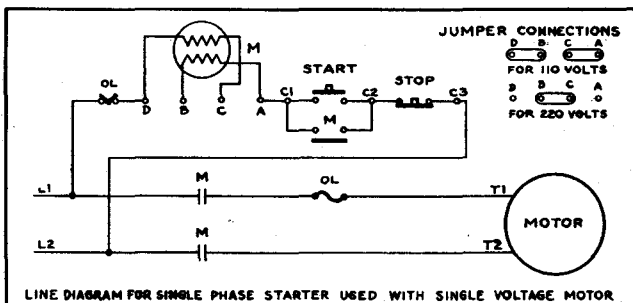 JUMPER CONNECTIONS
D B C A
FOR 110 VOLTS
D B C A
FOR 220 VOLTS
M
START
STOP
OL
D B C A C1 C2 C3
M
L1 M OL T1
MOTOR
L2 M T2
LINE DIAGRAM FOR SINGLE PHASE STARTER USED WITH SINGLE VOLTAGE MOTOR